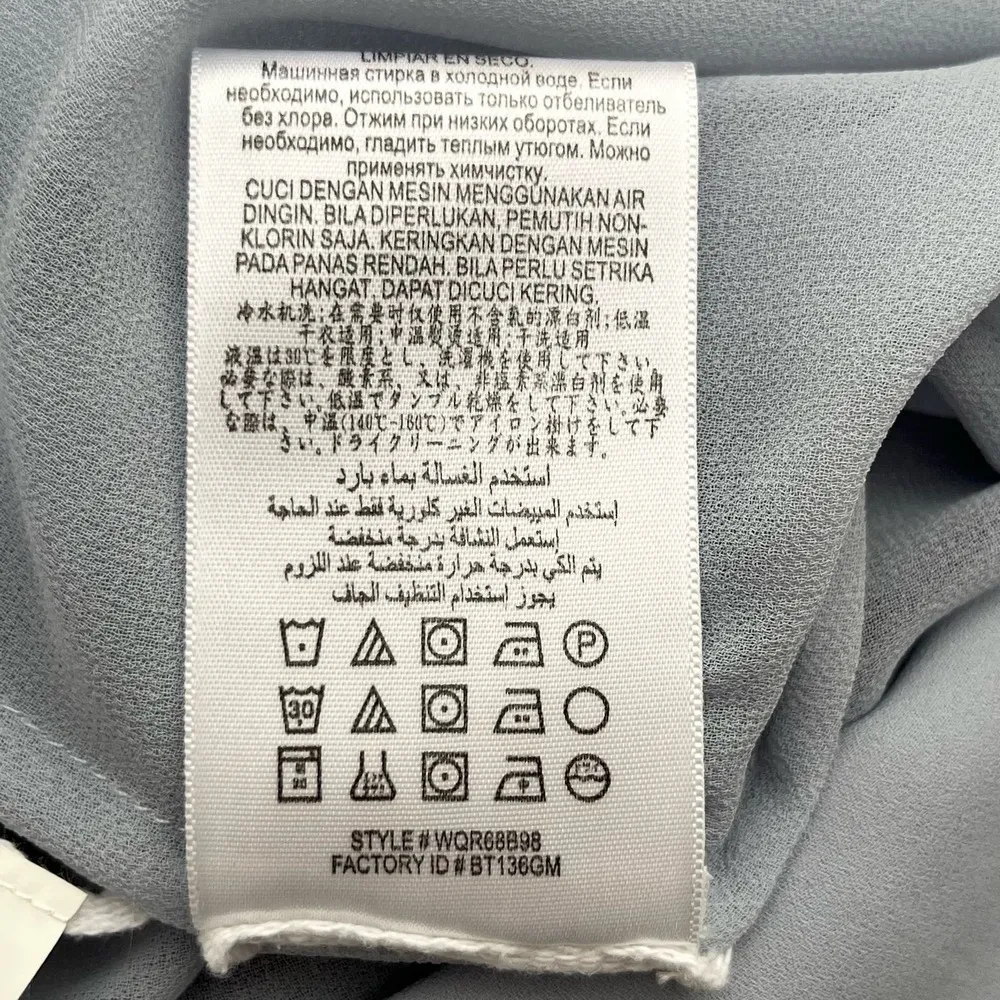 LIMPIAR EN SECO.
Машинная стирка в холодной воде. Если
необходимо, использовать только отбеливатель
без хлора. Отжим при низких оборотах. Если
необходимо, гладить теплым утюгом. Можно
применять химчистку.
CUCI DENGAN MESIN MENGGUNAKAN AIR
DINGIN. BILA DIPERLUKAN, PEMUTIH NON-
KLORIN SAJA. KERINGKAN DENGAN MESIN
PADA PANAS RENDAH. BILA PERLU SETRIKA
HANGAT, DAPAT DICUCI KERING.
冷水机洗;在需要时仅使用不含氯的漂白剂;低温
干衣适用;中温熨烫适用;干洗适用
液温は30℃を限度とし、洗濯機を使用して下さい。
必要な際は、酸素系、又は、非塩素系漂白剤を使用
して下さい。低温でタンブル乾燥をして下さい。必要
な際は、中温(140℃-160℃)でアイロン掛けをして下
さい。ドライクリーニングが出来ます。
استخدم الغسالة بماء بارد
إستخدم المبيضات الغير كلورية فقط عند الحاجة
إستعمل النشافة بدرجة منخفضة
يتم الكي بدرجة حرارة منخفضة عند اللزوم
يجوز استخدام التنظيف الجاف
P
30
STYLE # WQR68B98
FACTORY ID # BT136GM